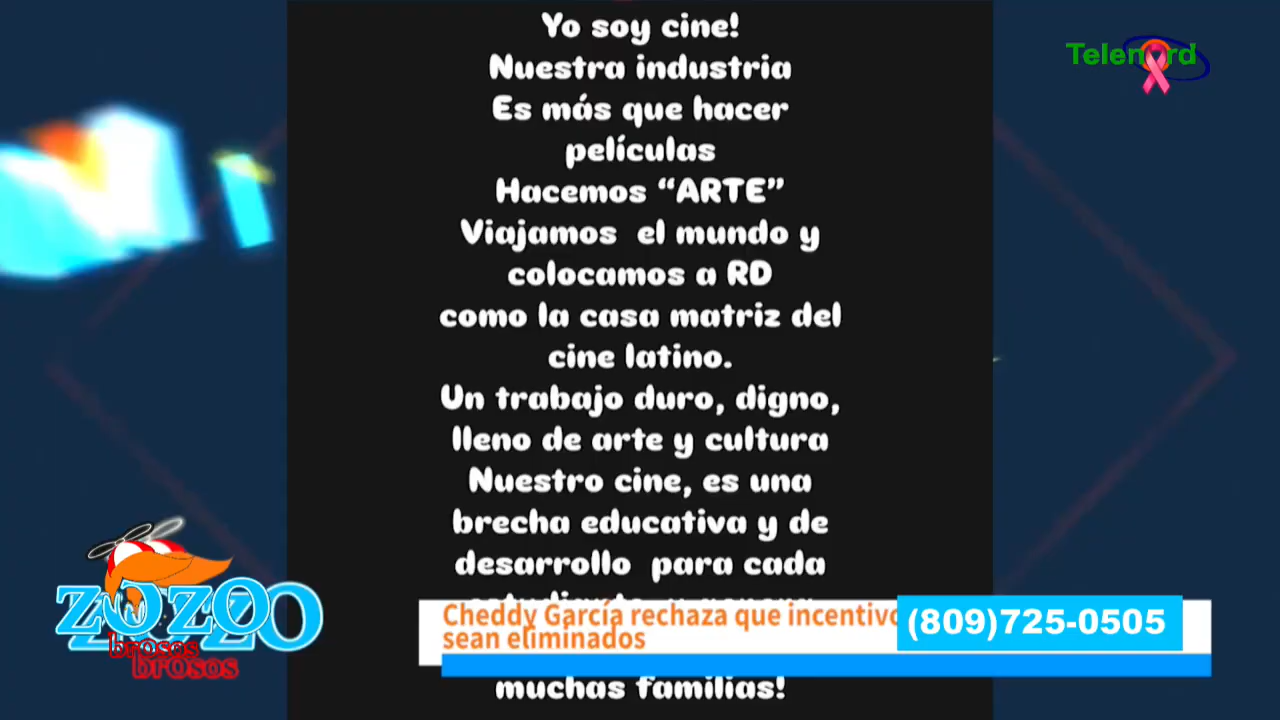 Yo soy cine!
Nuestra industria
Es más que hacer
películas
Hacemos “ARTE”
Viajamos el mundo y
colocamos a RD
como la casa matriz del
cine latino.
Un trabajo duro, digno,
lleno de arte y cultura
Nuestro cine, es una
brecha educativa y de
desarrollo para cada
muchas familias!
Telenord
zozoo
brosos
brosos
Cheddy García rechaza que
sean eliminados
(809)725-0505